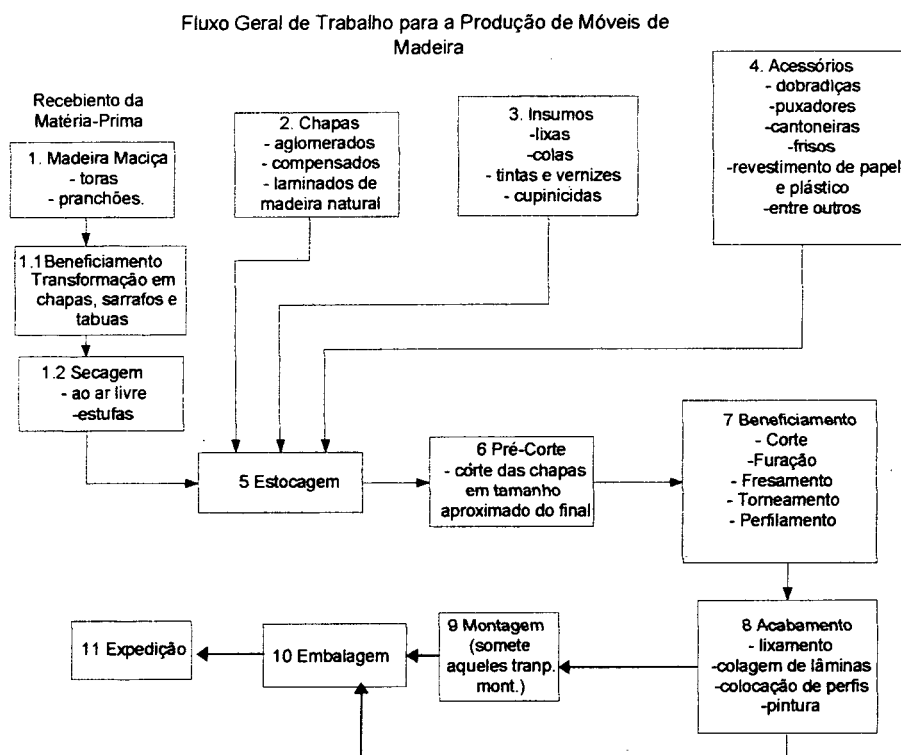 Fluxo Geral de Trabalho para a Produção de Móveis de
Madeira
Recebiento da
Matéria-Prima
1. Madeira Maciça
- toras
- pranchões.
1.1Beneficiamento
Transformação em
chapas, sarrafos e
tabuas
1.2 Secagem
- ao ar livre
-estufas
2. Chapas
- aglomerados
- compensados
- laminados de
madeira natural
3. Insumos
-lixas
-colas
- tintas e vernizes
- cupinicidas
4. Acessórios
- dobradiças
-puxadores
-cantoneiras
-frisos
-revestimento de papel
e plástico
-entre outros
5 Estocagem
6 Pré-Corte
- córte das chapas
em tamanho
aproximado do final
7 Beneficiamento
- Corte
-Furação
- Fresamento
- Torneamento
- Perfilamento
8 Acabamento
- lixamento
-colagem de lâminas
-colocação de perfis
-pintura
9 Montagem
(somete
aqueles tranp.
mont.)
10 Embalagem
11 Expedição